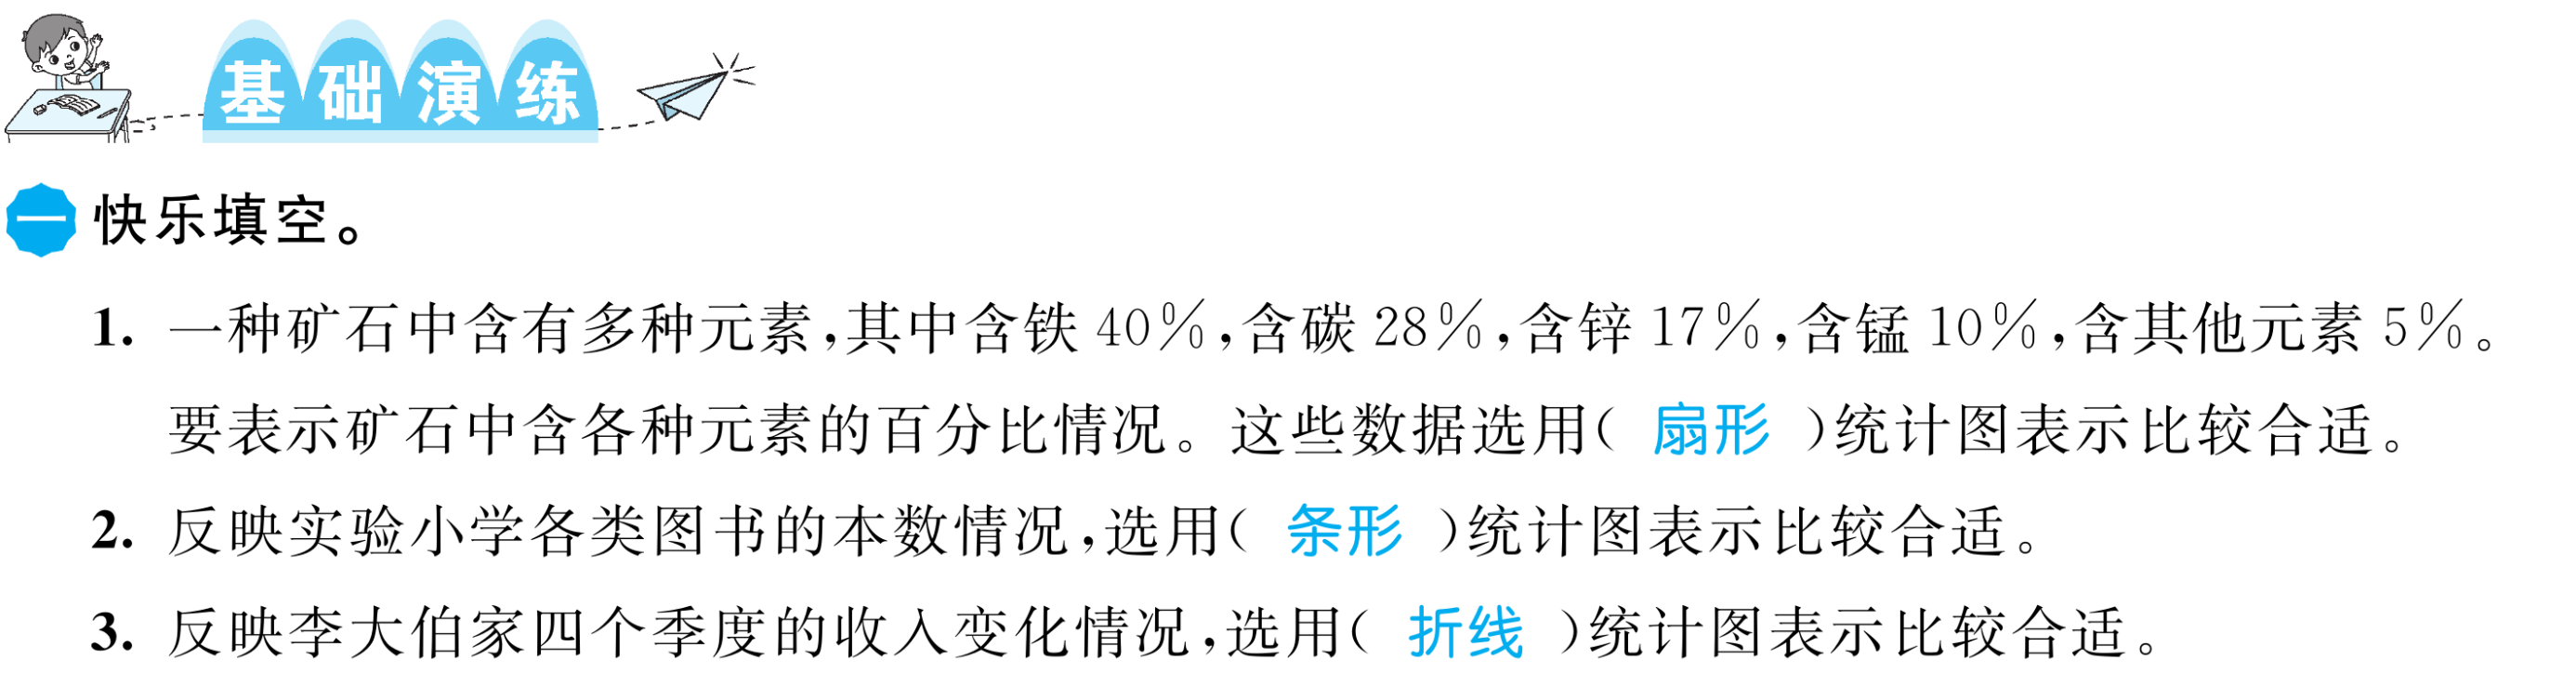 基础演练
一 快乐填空。
1. 一种矿石中含有多种元素,其中含铁 40%,含碳 28%,含锌 17%,含锰 10%,含其他元素 5%。
要表示矿石中含各种元素的百分比情况。这些数据选用( 扇形 )统计图表示比较合适。
2. 反映实验小学各类图书的本数情况,选用( 条形 )统计图表示比较合适。
3. 反映李大伯家四个季度的收入变化情况,选用( 折线 )统计图表示比较合适。